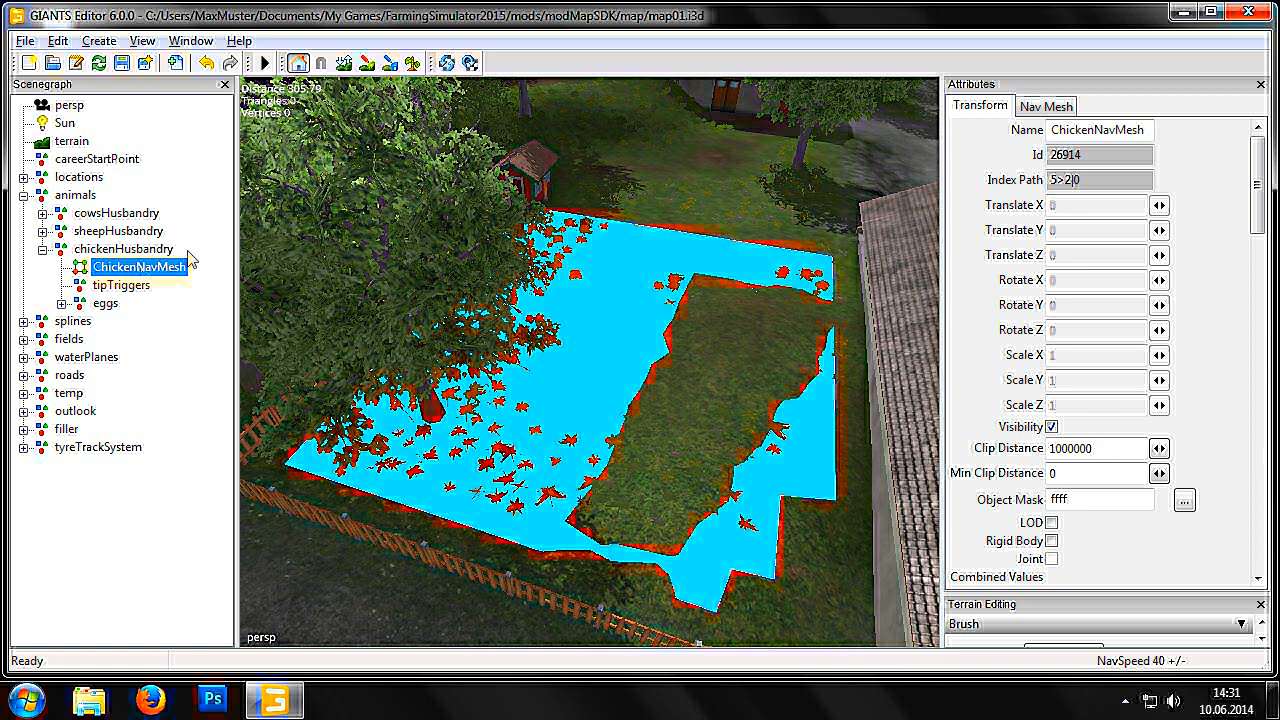 GIANTS Editor 6.0.0 - C:/Users/MaxMuster/Documents/My Games/FarmingSimulator2015/mods/modMapSDK/map/map01.i3d
File Edit Create View Window Help
Scenegraph
persp
Sun
terrain
careerStartPoint
locations
animals
cowsHusbandry
sheepHusbandry
chickenHusbandry
ChickenNavMesh
tipTriggers
eggs
splines
fields
waterPlanes
roads
temp
outlook
filler
tyreTrackSystem
Distance 305.79
Triangles 0
Vertices 0
persp
Attributes
Transform Nav Mesh
Name ChickenNavMesh
Id 26914
Index Path 5>2|0
Translate X 0
Translate Y 0
Translate Z 0
Rotate X 0
Rotate Y 0
Rotate Z 0
Scale X 1
Scale Y 1
Scale Z 1
Visibility
Clip Distance 1000000
Min Clip Distance 0
Object Mask ffff ...
LOD
Rigid Body
Joint
Combined Values
Terrain Editing
Brush
Ready
NavSpeed 40 +/-
Ps
14:31
10.06.2014